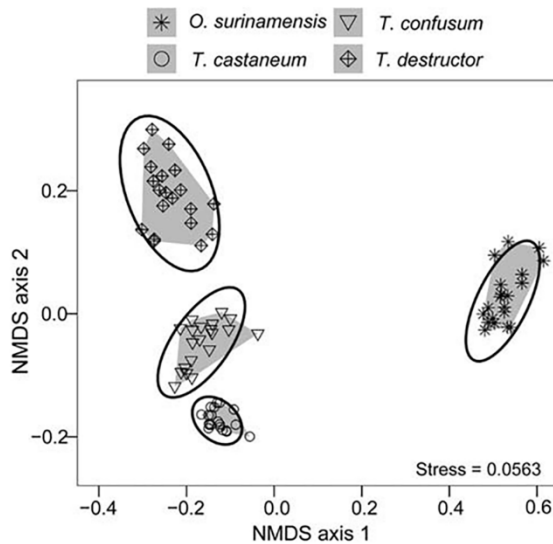 O. surinamensis T. confusum
T. castaneum T. destructor
NMDS axis 2
0.2
0.0
−0.2
Stress = 0.0563
−0.4 −0.2 0.0 0.2 0.4 0.6
NMDS axis 1